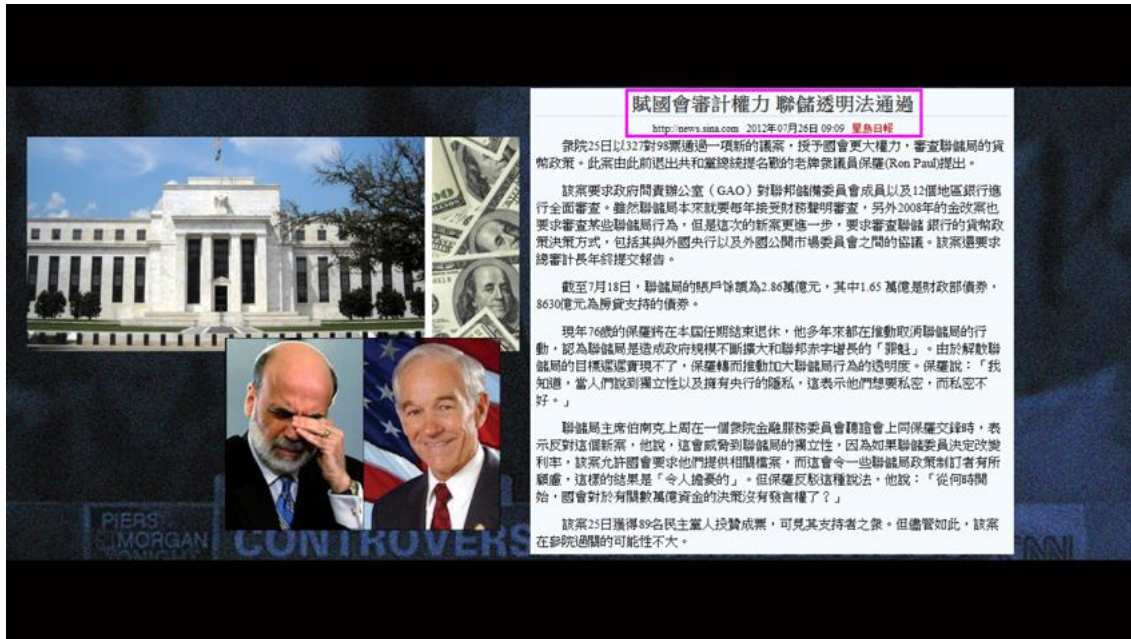 賦國會審計權力 聯儲透明法通過
http://news.sina.com 2012年07月26日 09:09 星島日報
衆院25日以327對98票通過一項新的議案，授予國會更大權力，審查聯儲局的貨
幣政策。此案由此前退出共和黨總統提名戰的老牌衆議員保羅(Ron Paul)提出。
該案要求政府問責辦公室（GAO）對聯邦儲備委員會成員以及12個地區銀行進
行全面審查。雖然聯儲局本來就要每年接受財務聲明審查，另外2008年的金改案也
要求審查某些聯儲局行為，但是這次的新案更進一步，要求審查聯儲 銀行的貨幣政
策決策方式，包括其與外國央行以及外國公開市場委員會之間的協議。該案還要求
總審計長年終提交報告。
截至7月18日，聯儲局的賬戶馀額為2.86萬億元，其中1.65 萬億是財政部債券，
8630億元為房貸支持的債券。
現年76歲的保羅將在本屆任期結束退休，他多年來都在推動取消聯儲局的行
動，認為聯儲局是造成政府規模不斷擴大和聯邦赤字增長的「罪魁」。由於解散聯
儲局的目標遲遲實現不了，保羅轉而推動加大聯儲局行為的透明度。保羅說：「我
知道，當人們說到獨立性以及擁有央行的隱私，這表示他們想要私密，而私密不
好。」
聯儲局主席伯南克上周在一個衆院金融服務委員會聽證會上同保羅交鋒時，表
示反對這個新案，他說，這會威脅到聯儲局的獨立性，因為如果聯儲委員決定改變
利率，該案允許國會要求他們提供相關檔案，而這會令一些聯儲局政策制訂者有所
顧慮，這樣的結果是「令人擔憂的」。但保羅反駁這種說法，他說：「從何時開
始，國會對於有關數萬億資金的決策沒有發言權了？」
該案25日獲得89名民主黨人投贊成票，可見其支持者之衆。但儘管如此，該案
在參院過關的可能性不大。
PIERS
MORGAN
TONIGHT
CONTROVERS